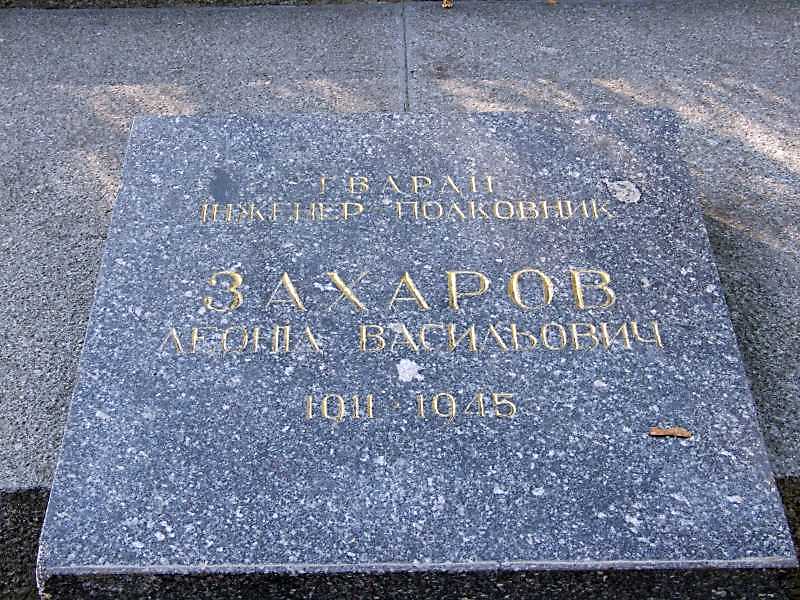 ГВАРДІЇ
ІНЖЕНЕР-ПОЛКОВНИК
ЗАХАРОВ
ЛЕОНІД ВАСИЛЬОВИЧ
1911 - 1945